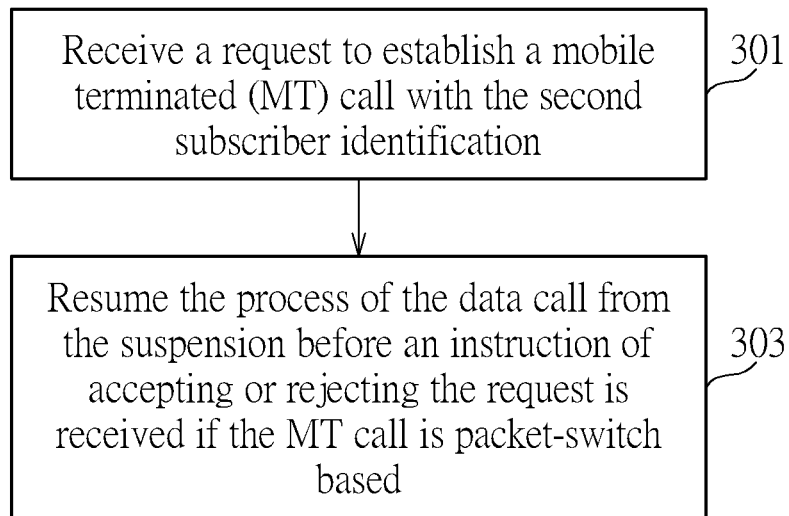 Receive a request to establish a mobile
terminated (MT) call with the second
subscriber identification
301
Resume the process of the data call from
the suspension before an instruction of
accepting or rejecting the request is
received if the MT call is packet-switch
based
303